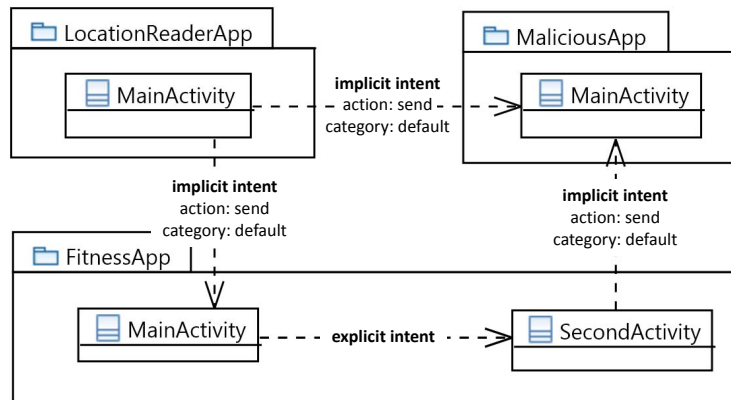 LocationReaderApp
MainActivity
implicit intent
action: send
category: default
MaliciousApp
MainActivity
implicit intent
action: send
category: default
implicit intent
action: send
category: default
FitnessApp
MainActivity
explicit intent
SecondActivity